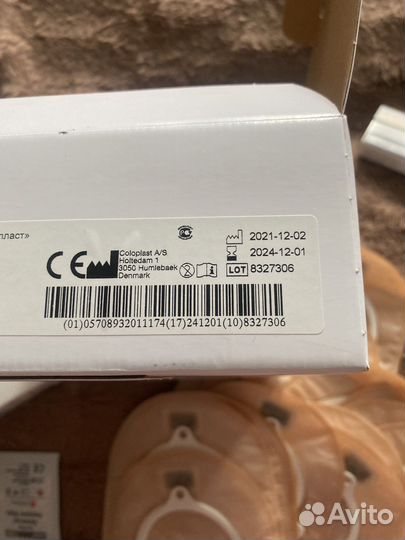 пласт»
Coloplast A/S
Holtedam 1
3050 Humlebaek
Denmark
2021-12-02
2024-12-01
LOT 8327306
CE
(01)05708932011174(17)241201(10)8327306
Avito